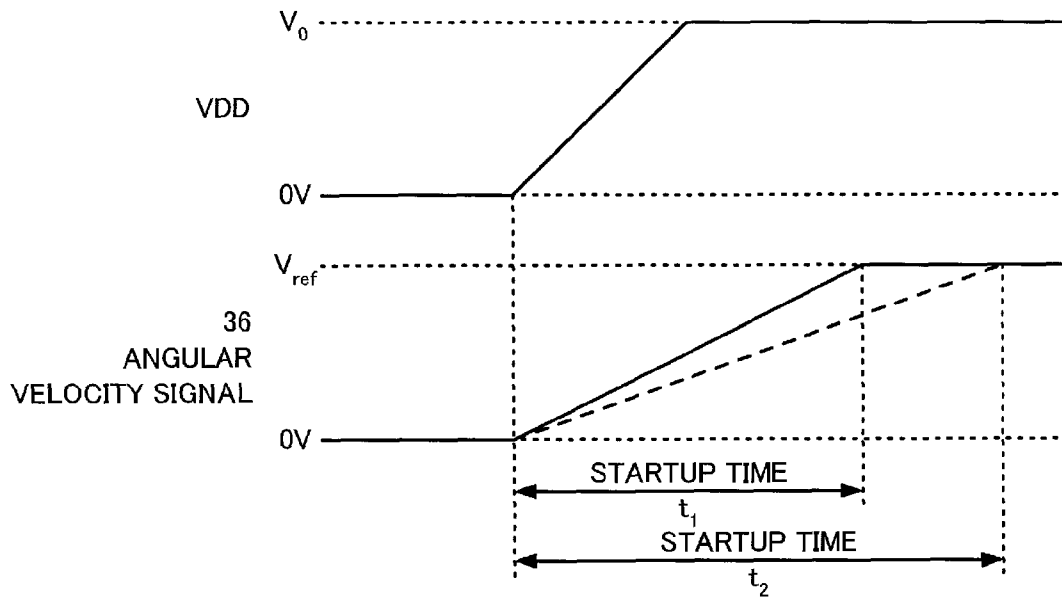 V0
VDD
0V
Vref
36
ANGULAR
VELOCITY SIGNAL
0V
STARTUP TIME
t1
STARTUP TIME
t2